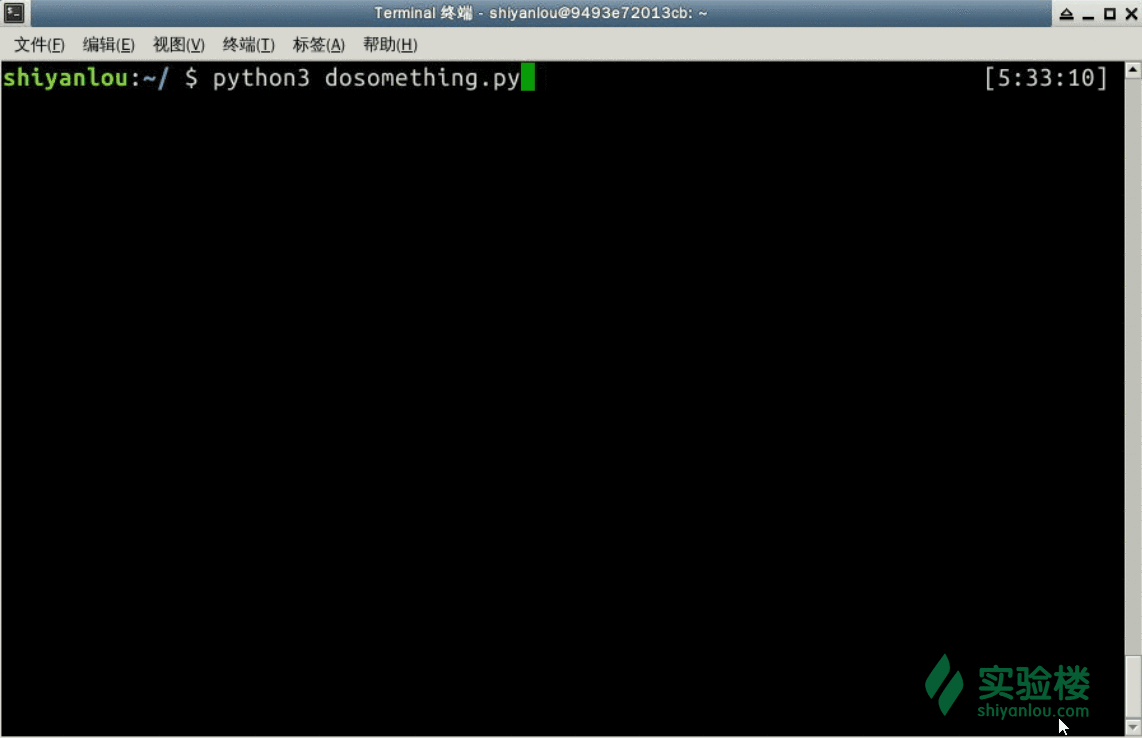 Terminal 终端 - shiyanlou@9493e72013cb: ~
文件(F) 编辑(E) 视图(V) 终端(T) 标签(A) 帮助(H)
shiyanlou:~/ $ python3 dosomething.py [5:33:10]
实验楼
shiyanlou.com